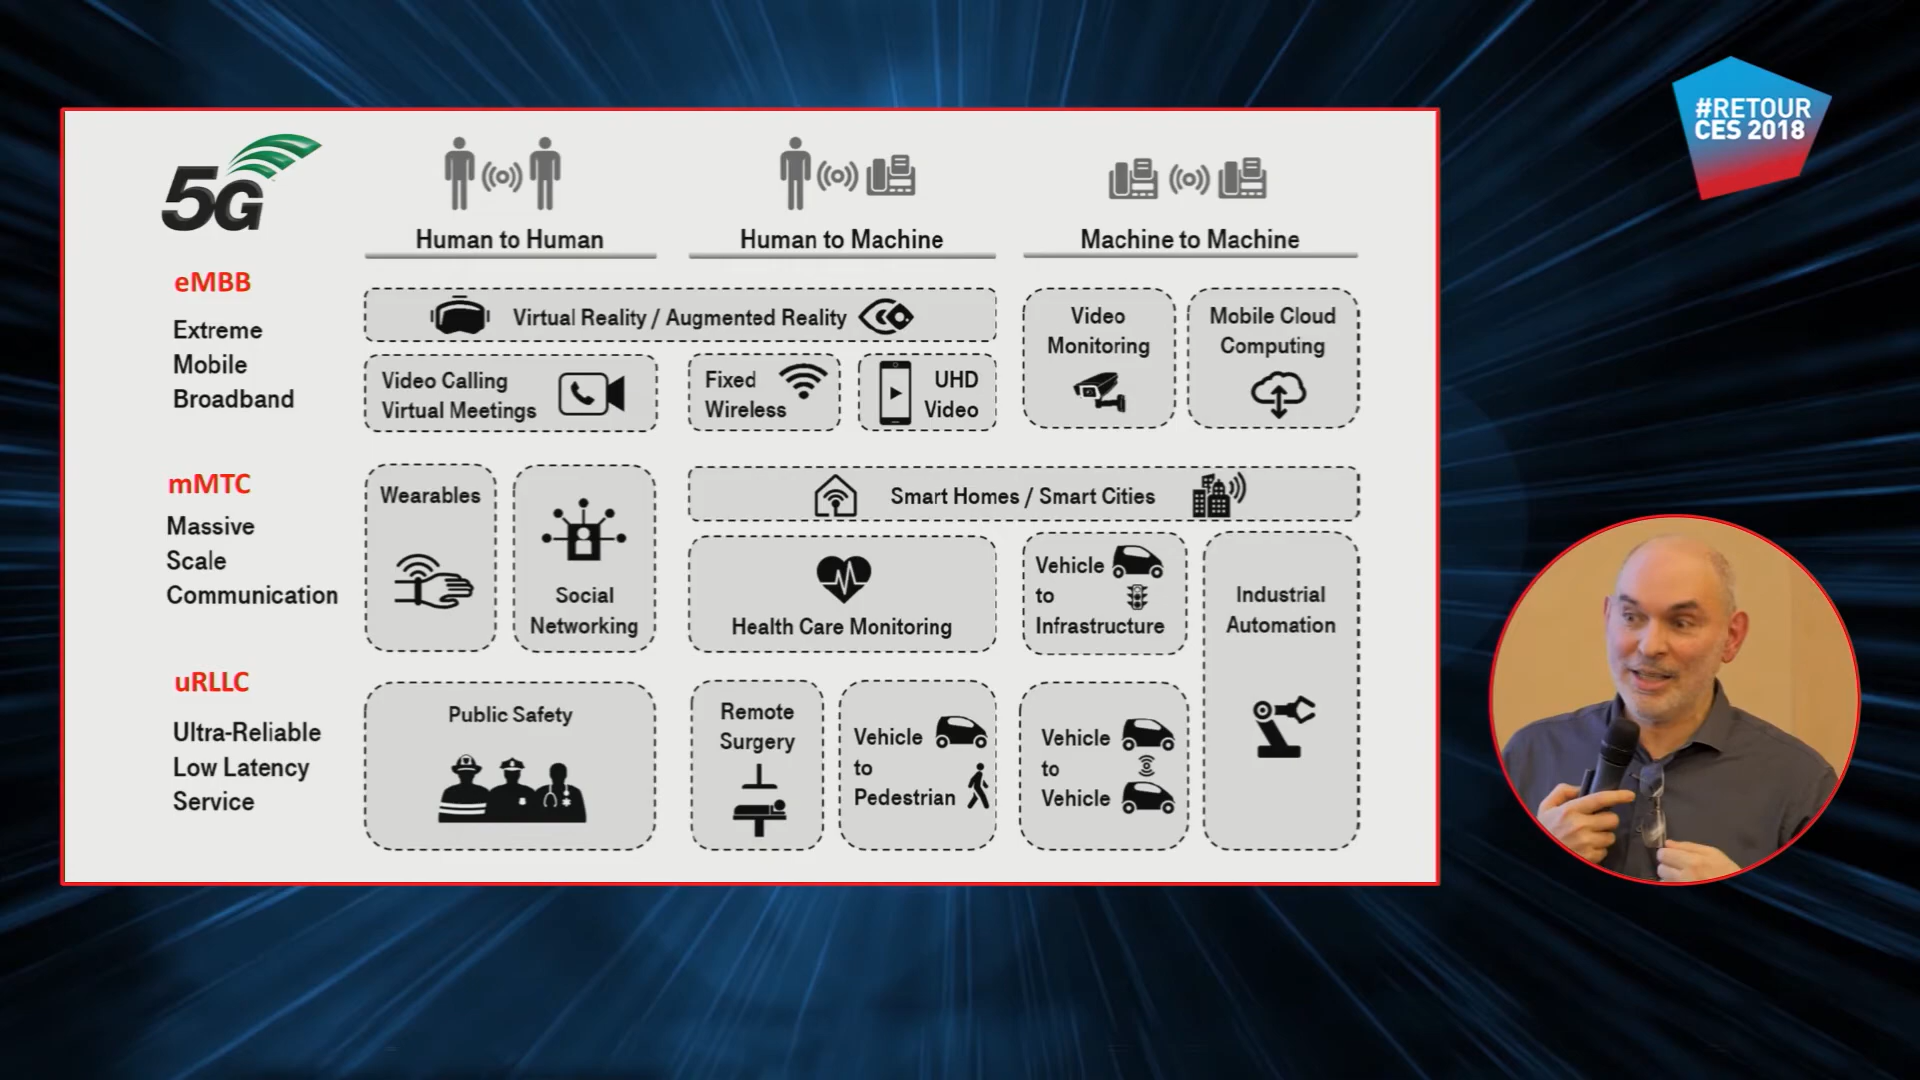 #RETOUR
CES 2018
5G
Human to Human
Human to Machine
Machine to Machine
eMBB
Extreme
Mobile
Broadband
Virtual Reality / Augmented Reality
Video Calling
Virtual Meetings
Fixed
Wireless
UHD
Video
Video
Monitoring
Mobile Cloud
Computing
mMTC
Massive
Scale
Communication
Wearables
Social
Networking
Smart Homes / Smart Cities
Health Care Monitoring
Vehicle
to
Infrastructure
Industrial
Automation
uRLLC
Ultra-Reliable
Low Latency
Service
Public Safety
Remote
Surgery
Vehicle
to
Pedestrian
Vehicle
to
Vehicle